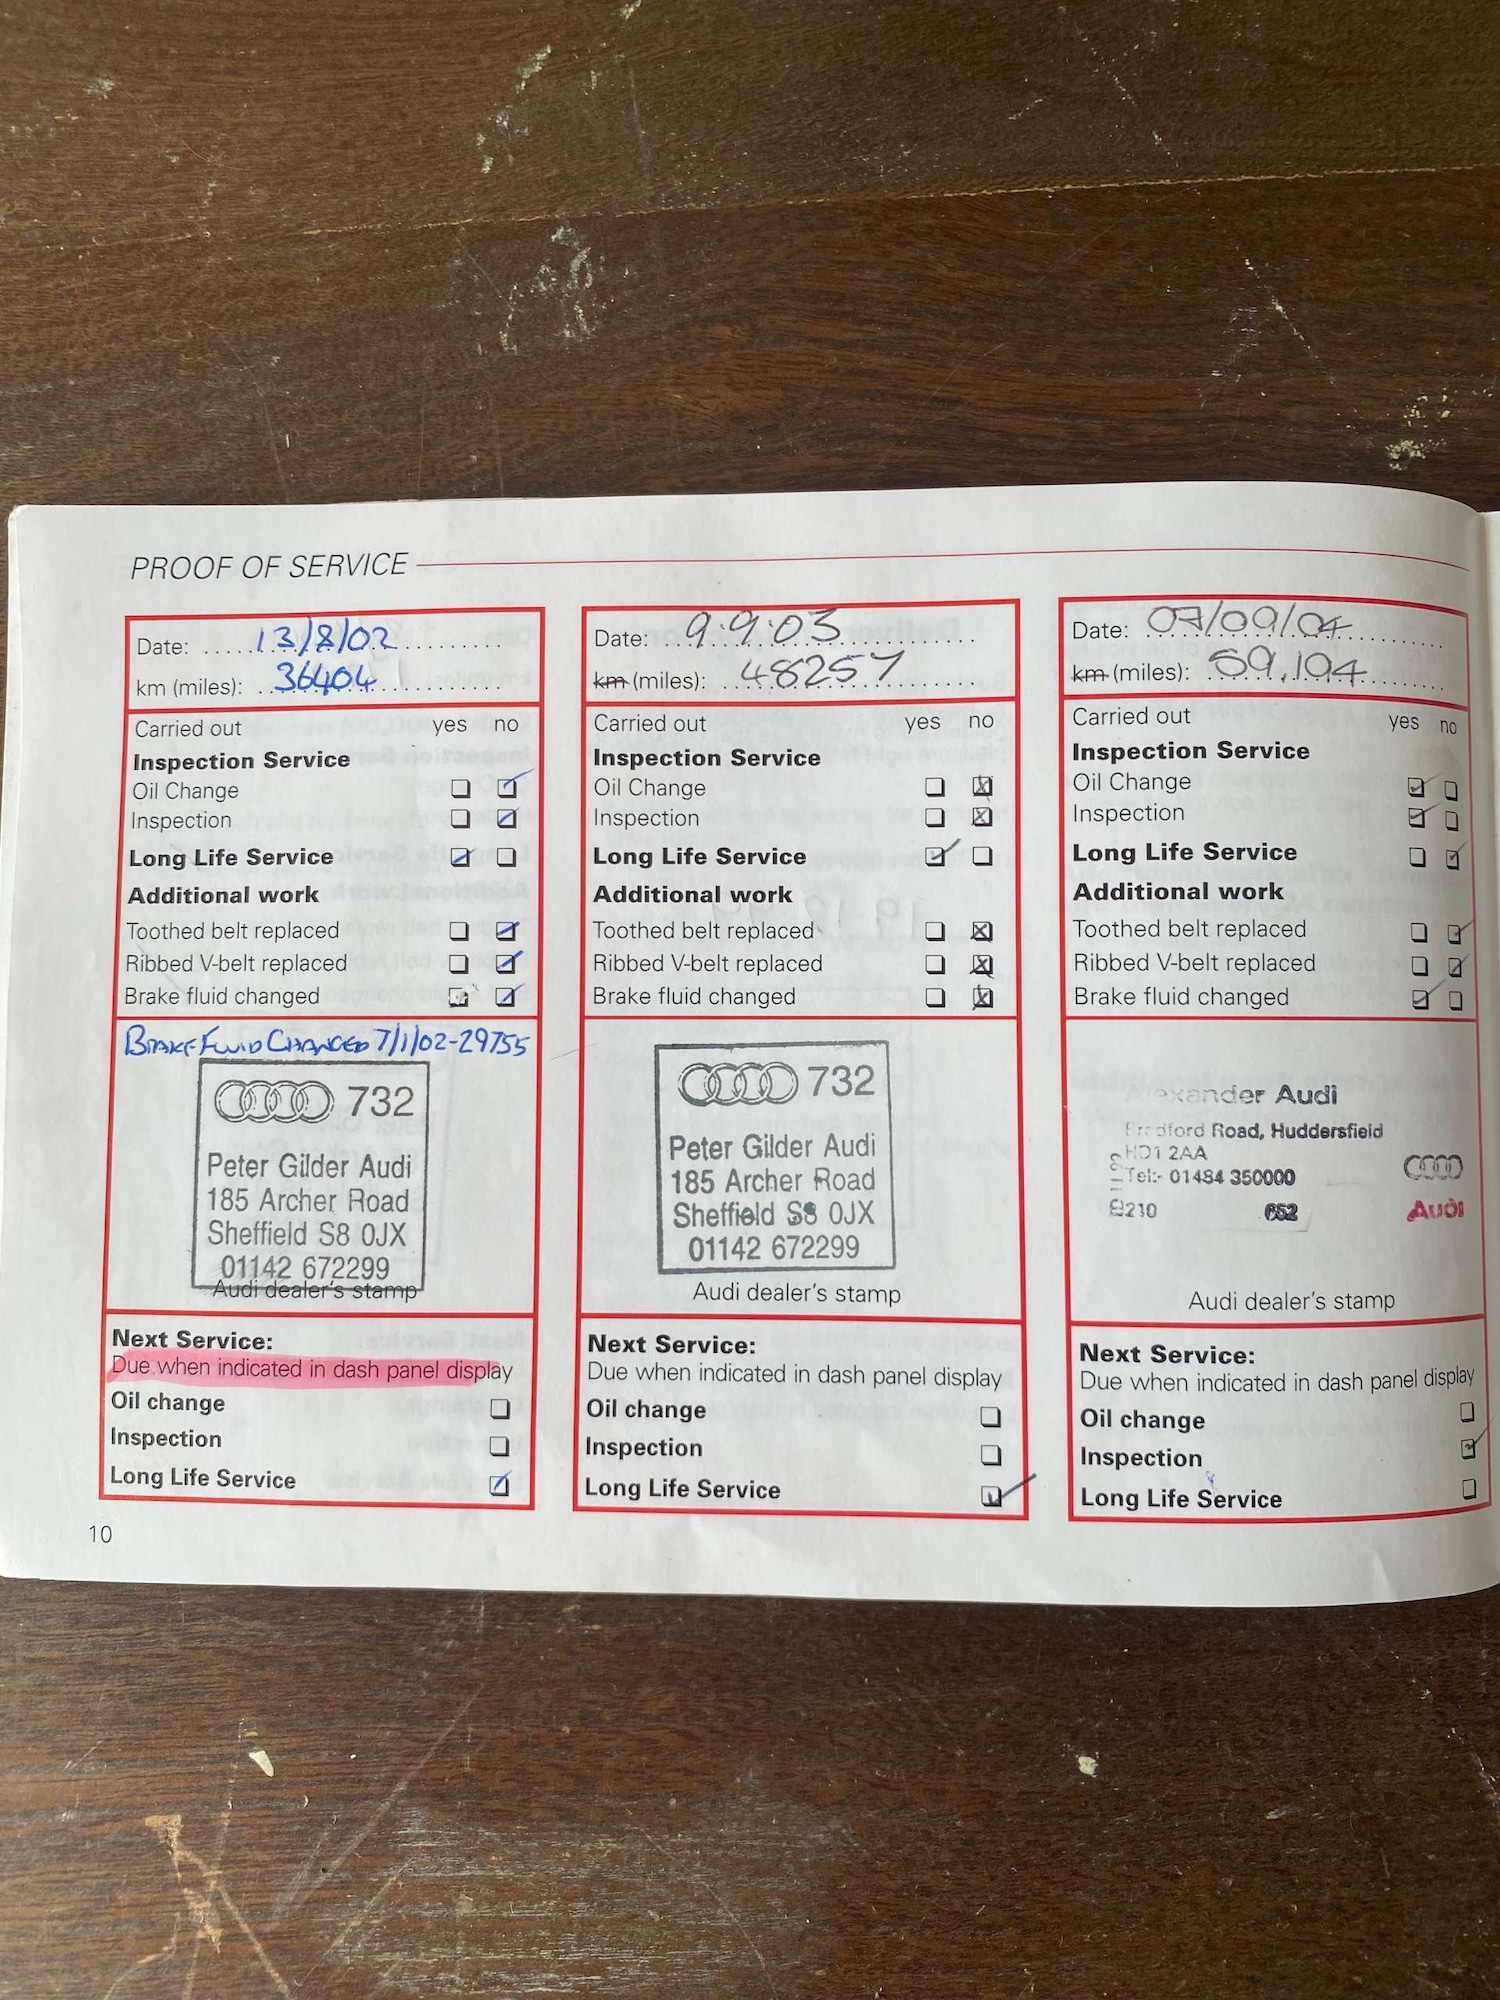 PROOF OF SERVICE
Date: 13/8/02
km (miles): 36404
Carried out yes no
Inspection Service
Oil Change
Inspection
Long Life Service
Additional work
Toothed belt replaced
Ribbed V-belt replaced
Brake fluid changed
BRAKE FLUID CHANGED 7/1/02-29755
732
Peter Gilder Audi
185 Archer Road
Sheffield S8 0JX
01142 672299
Audi dealer's stamp
Next Service:
Due when indicated in dash panel display
Oil change
Inspection
Long Life Service
Date: 9.9.03
km (miles): 48257
Carried out yes no
Inspection Service
Oil Change
Inspection
Long Life Service
Additional work
Toothed belt replaced
Ribbed V-belt replaced
Brake fluid changed
732
Peter Gilder Audi
185 Archer Road
Sheffield S8 0JX
01142 672299
Audi dealer's stamp
Next Service:
Due when indicated in dash panel display
Oil change
Inspection
Long Life Service
Date: 07/09/04
km (miles): 59,194
Carried out yes no
Inspection Service
Oil Change
Inspection
Long Life Service
Additional work
Toothed belt replaced
Ribbed V-belt replaced
Brake fluid changed
Alexander Audi
Bradford Road, Huddersfield
HD1 2AA
Tel:- 01484 350000
652
Audi
Audi dealer's stamp
Next Service:
Due when indicated in dash panel display
Oil change
Inspection
Long Life Service
10